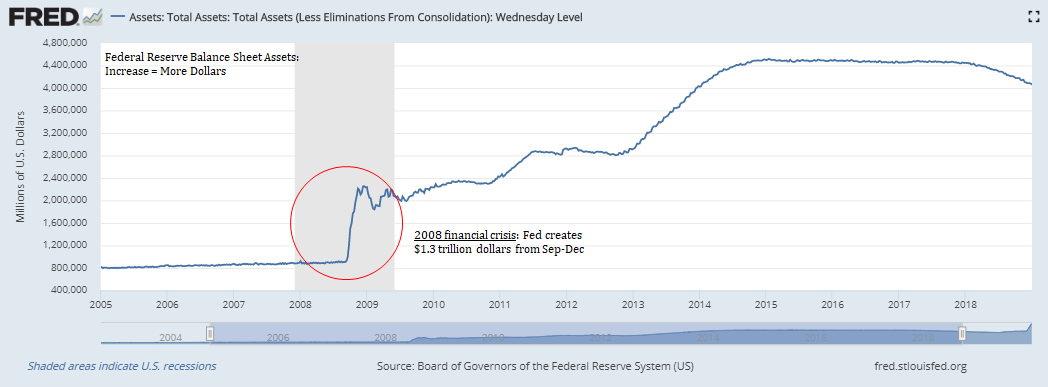 FRED
Assets: Total Assets: Total Assets (Less Eliminations From Consolidation): Wednesday Level
4,800,000
4,400,000
4,000,000
3,600,000
3,200,000
2,800,000
2,400,000
2,000,000
1,600,000
1,200,000
800,000
400,000
Millions of U.S. Dollars
Federal Reserve Balance Sheet Assets:
Increase = More Dollars
2008 financial crisis: Fed creates
$1.3 trillion dollars from Sep-Dec
2005 2006 2007 2008 2009 2010 2011 2012 2013 2014 2015 2016 2017 2018
2004 2006 2008 2010 2012 2014 2016 2018
Shaded areas indicate U.S. recessions
Source: Board of Governors of the Federal Reserve System (US)
fred.stlouisfed.org